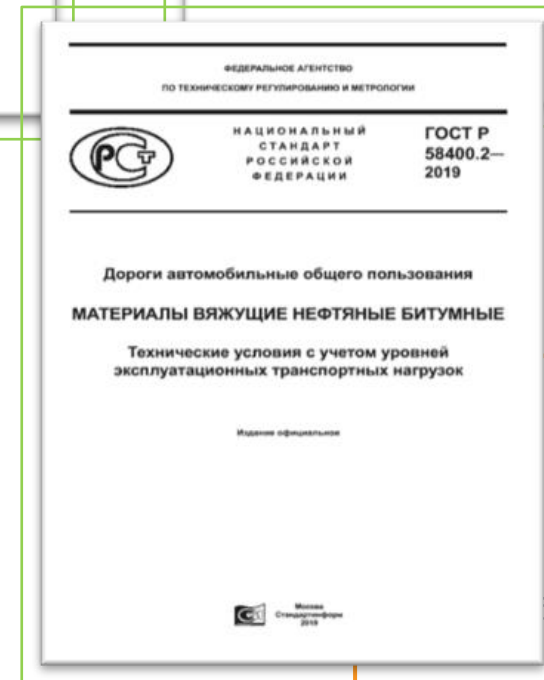 ФЕДЕРАЛЬНОЕ АГЕНТСТВО
ПО ТЕХНИЧЕСКОМУ РЕГУЛИРОВАНИЮ И МЕТРОЛОГИИ
РСТ
НАЦИОНАЛЬНЫЙ
СТАНДАРТ
РОССИЙСКОЙ
ФЕДЕРАЦИИ
ГОСТ Р
58400.2—
2019
Дороги автомобильные общего пользования
МАТЕРИАЛЫ ВЯЖУЩИЕ НЕФТЯНЫЕ БИТУМНЫЕ
Технические условия с учетом уровней
эксплуатационных транспортных нагрузок
Издание официальное
Москва
Стандартинформ
2019